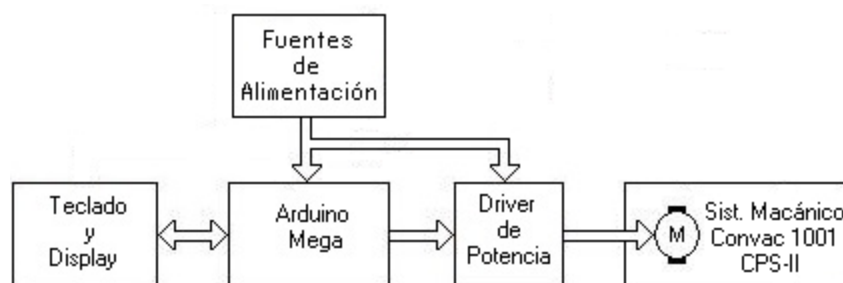 Fuentes
de
Alimentación
Teclado
y
Display
Arduino
Mega
Driver
de
Potencia
M
Sist. Macánico
Convac 1001
CPS-II